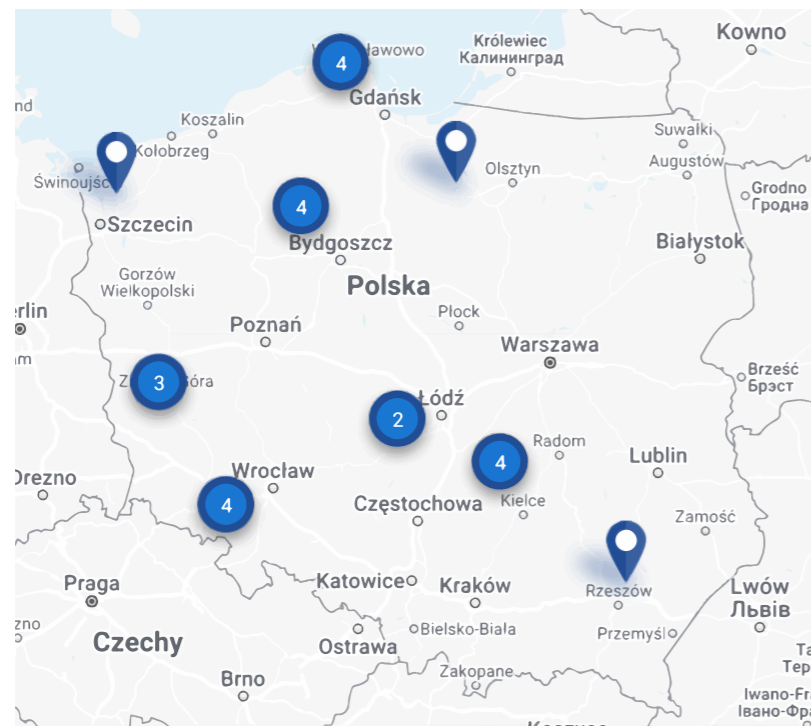 Kowno
Królewiec
Калининград
4
ławowo
Gdańsk
Koszalin
Kołobrzeg
Suwałki
Augustów
Olsztyn
Świnoujście
Grodno
Гродна
4
Szczecin
Bydgoszcz
Białystok
Gorzów
Wielkopolski
Polska
Płock
Poznań
Warszawa
Brześć
Брэст
3
Góra
2
Łódź
Radom
4
Lublin
Wrocław
Drezno
4
Częstochowa
Kielce
Zamość
Praga
Katowice
Kraków
Rzeszów
Lwów
Львів
Czechy
Bielsko-Biała
Przemyśl
Ostrawa
Zakopane
Brno